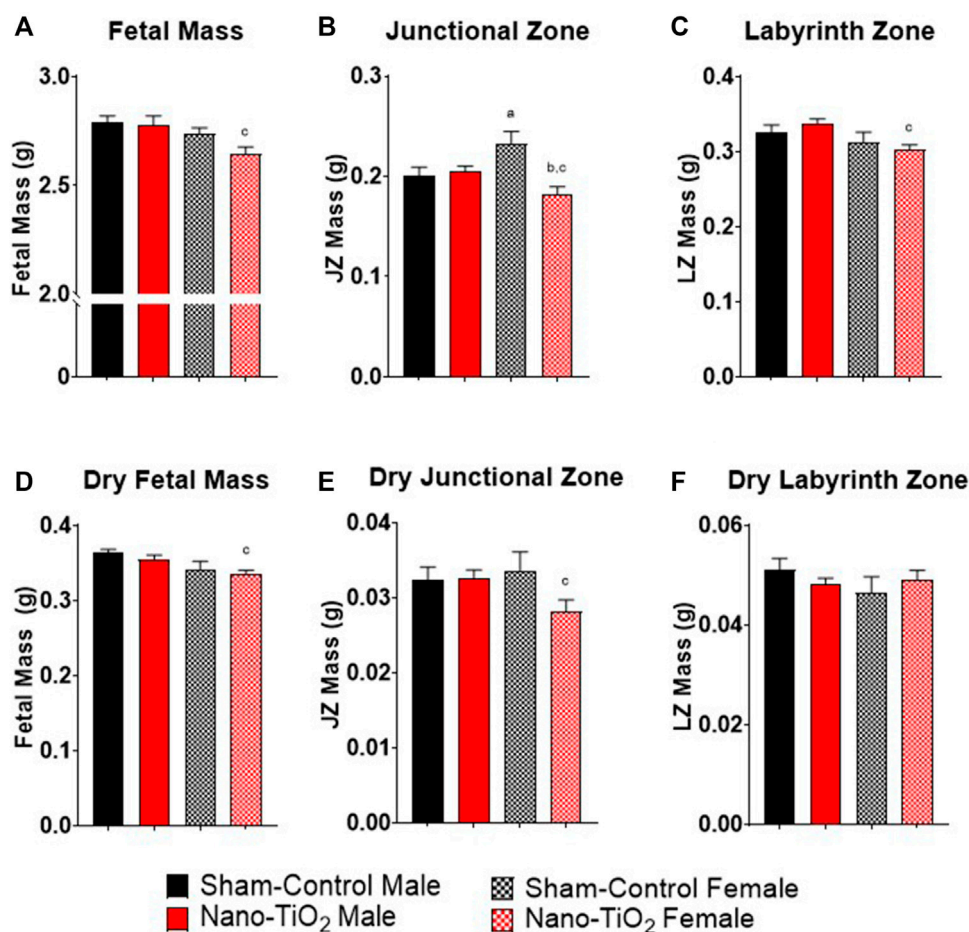 A Fetal Mass
Fetal Mass (g)
3.0
2.5
2.0
0
c
B Junctional Zone
JZ Mass (g)
0.3
0.2
0.1
0.0
a
b,c
C Labyrinth Zone
LZ Mass (g)
0.4
0.3
0.2
0.1
0.0
c
D Dry Fetal Mass
Fetal Mass (g)
0.4
0.3
0.2
0.1
0.0
c
E Dry Junctional Zone
JZ Mass (g)
0.04
0.03
0.02
0.01
0.00
c
F Dry Labyrinth Zone
LZ Mass (g)
0.06
0.04
0.02
0.00
Sham-Control Male
Nano-TiO₂ Male
Sham-Control Female
Nano-TiO₂ Female